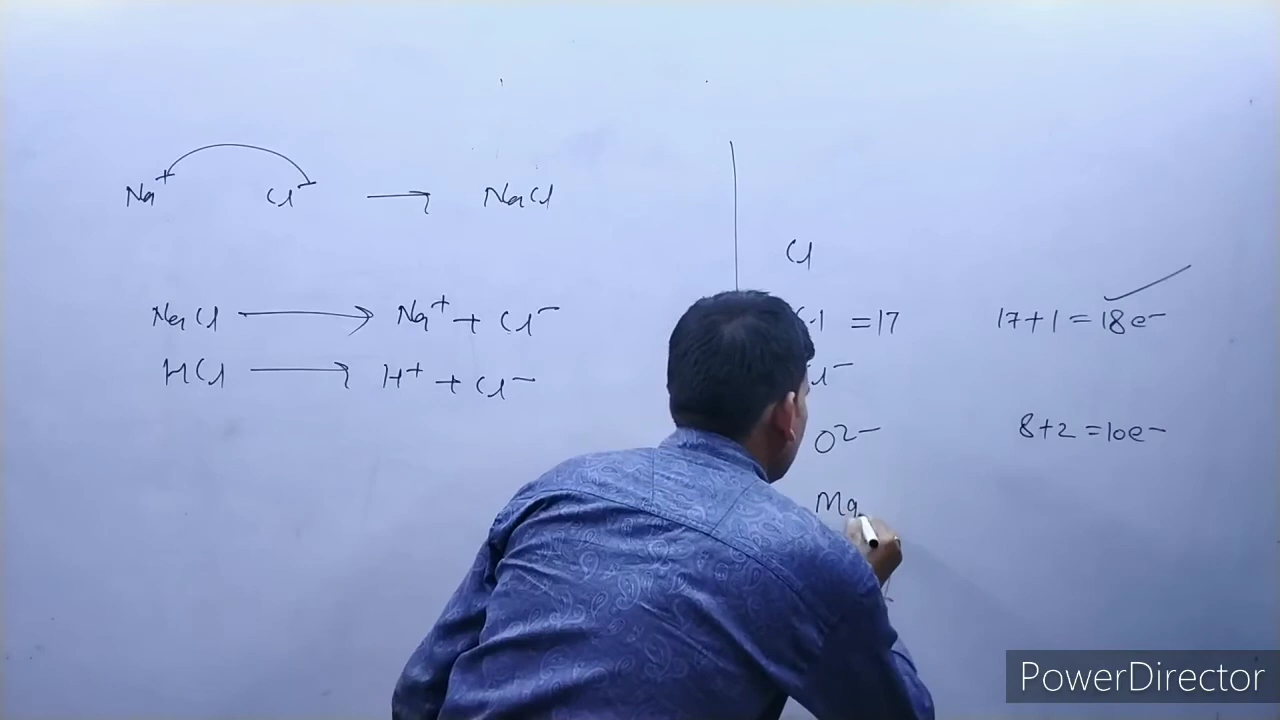 Na⁺ Cl⁻ → NaCl
NaCl → Na⁺ + Cl⁻
HCl → H⁺ + Cl⁻
Cl
Cl = 17 17+1 = 18e⁻
Cl⁻
O²⁻ 8+2 = 10e⁻
Mg
PowerDirector